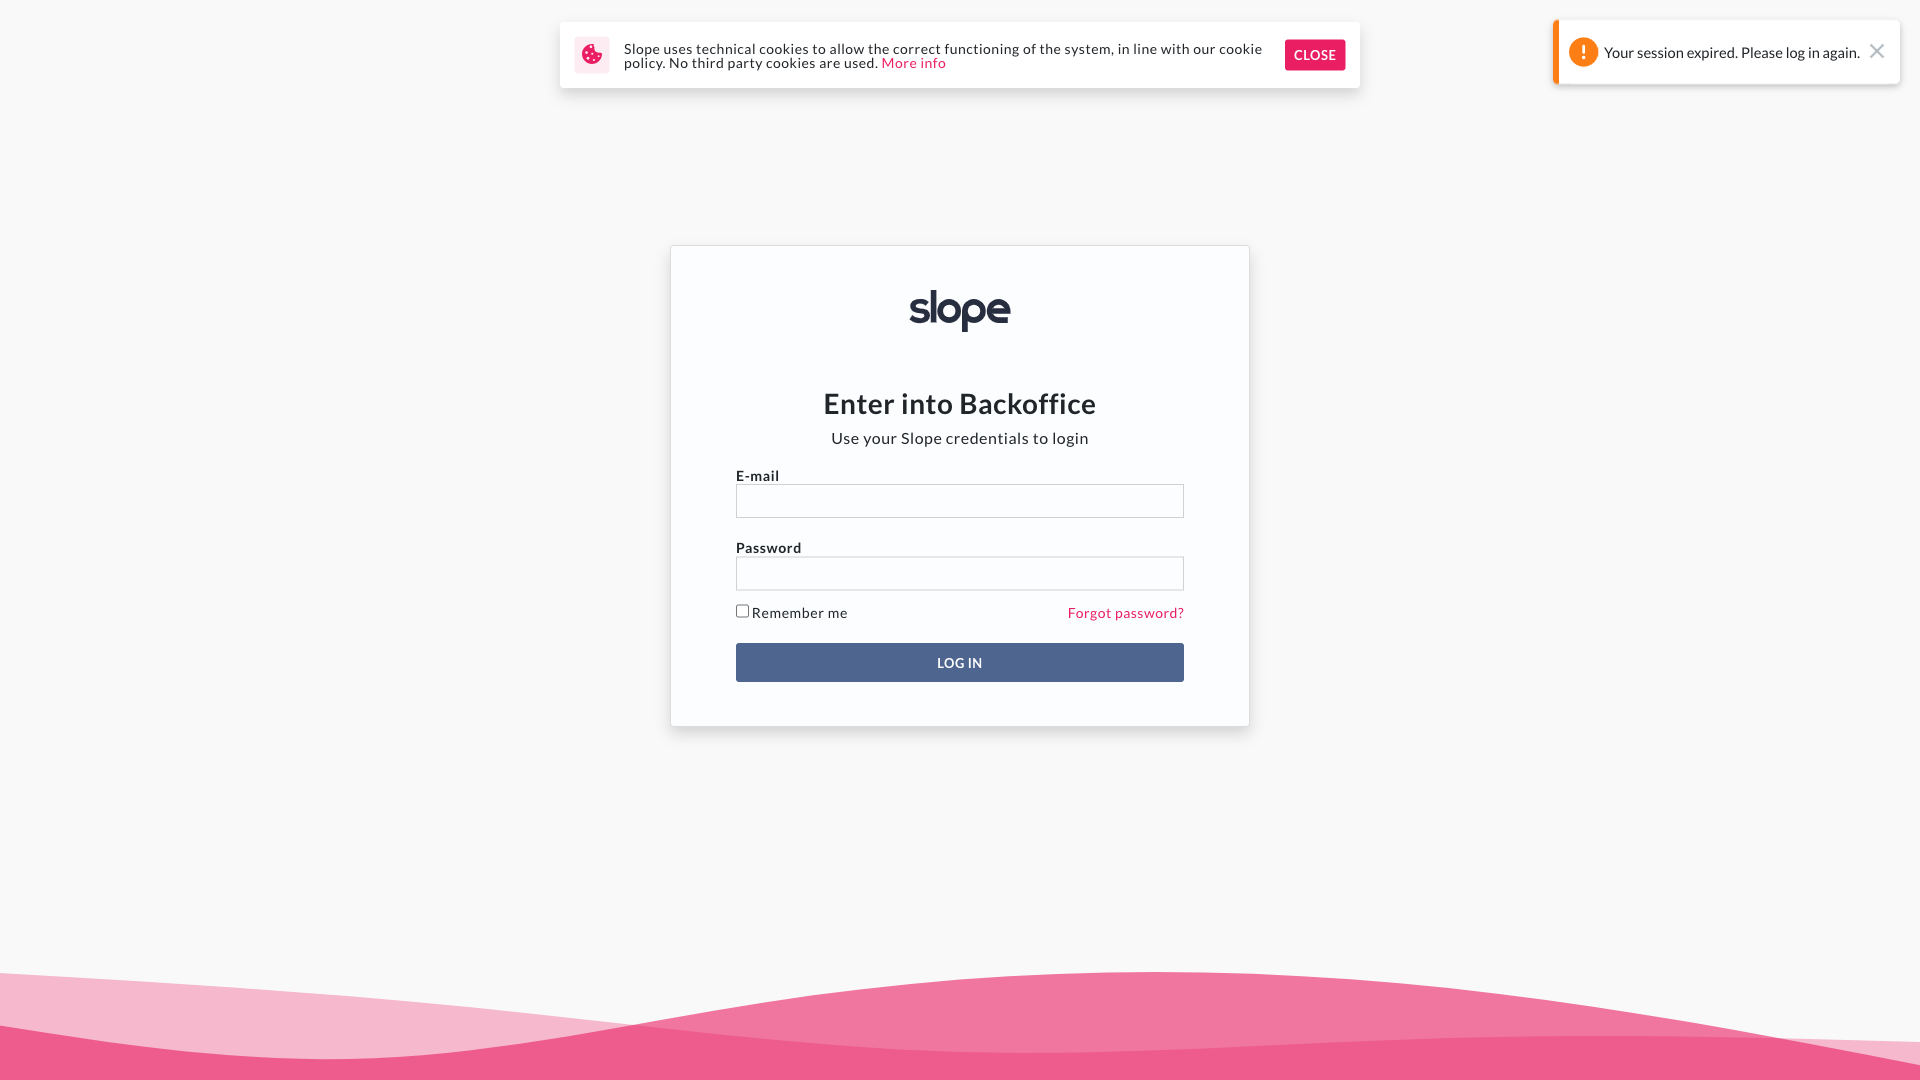 Slope uses technical cookies to allow the correct functioning of the system, in line with our cookie
policy. No third party cookies are used. More info
CLOSE
Your session expired. Please log in again.
slope
Enter into Backoffice
Use your Slope credentials to login
E-mail
Password
Remember me
Forgot password?
LOG IN